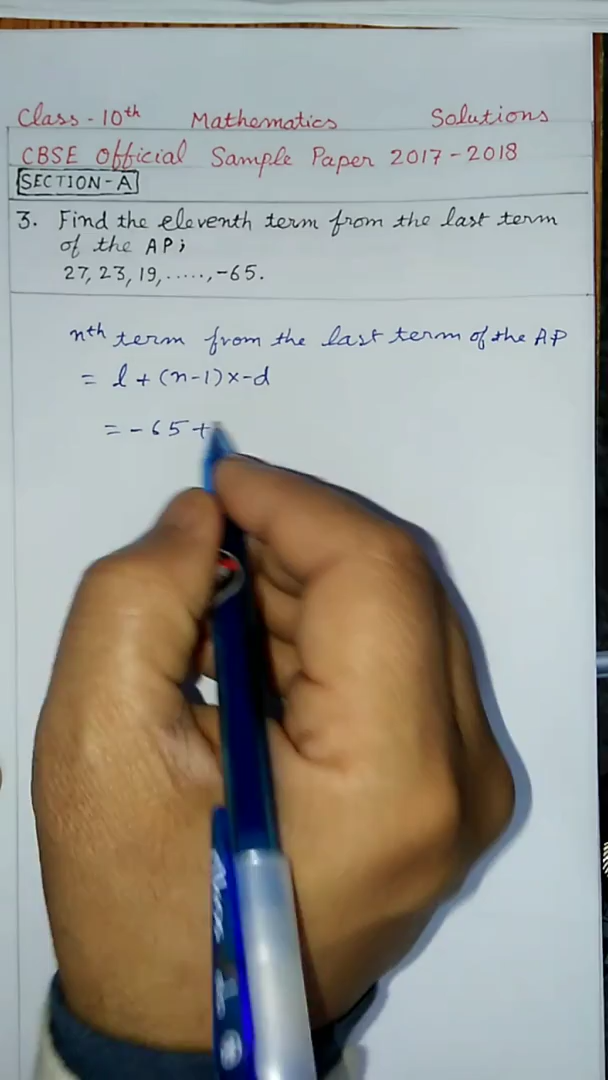 Class-10th Mathematics Solutions
CBSE Official Sample Paper 2017-2018
SECTION-A
3. Find the eleventh term from the last term
of the AP;
27, 23, 19, ....., -65.
nth term from the last term of the AP
= l + (n-1)x-d
= -65+